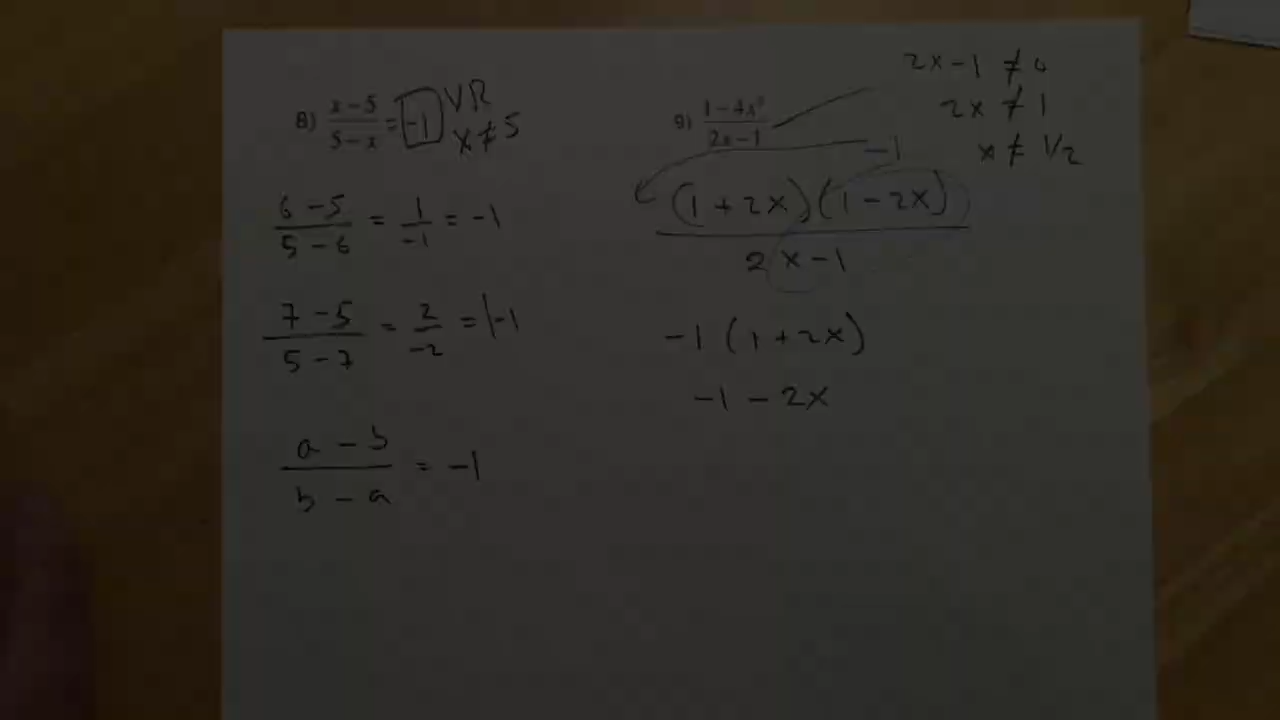 8) x-5 / 5-x = -1 VR
x ≠ 5
6-5 / 5-6 = 1 / -1 = -1
7-5 / 5-7 = 2 / -2 = -1
a-b / b-a = -1
9) 1-4x² / 2x-1
2x-1 ≠ 0
2x ≠ 1
x ≠ 1/2
-1
(1+2x)(1-2x) / 2x-1
-1(1+2x)
-1-2x